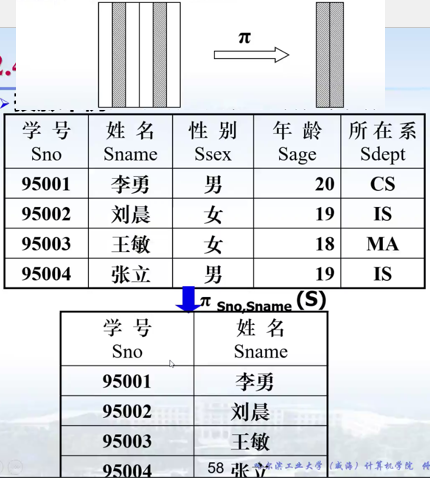 π
2.4
学 号 姓 名 性 别 年 龄 所 在 系
Sno Sname Ssex Sage Sdept
95001 李勇 男 20 CS
95002 刘晨 女 19 IS
95003 王敏 女 18 MA
95004 张立 男 19 IS
π Sno,Sname (S)
学 号 姓 名
Sno Sname
95001 李勇
95002 刘晨
95003 王敏
95004 张立
58 哈尔滨工业大学（威海）计算机学院